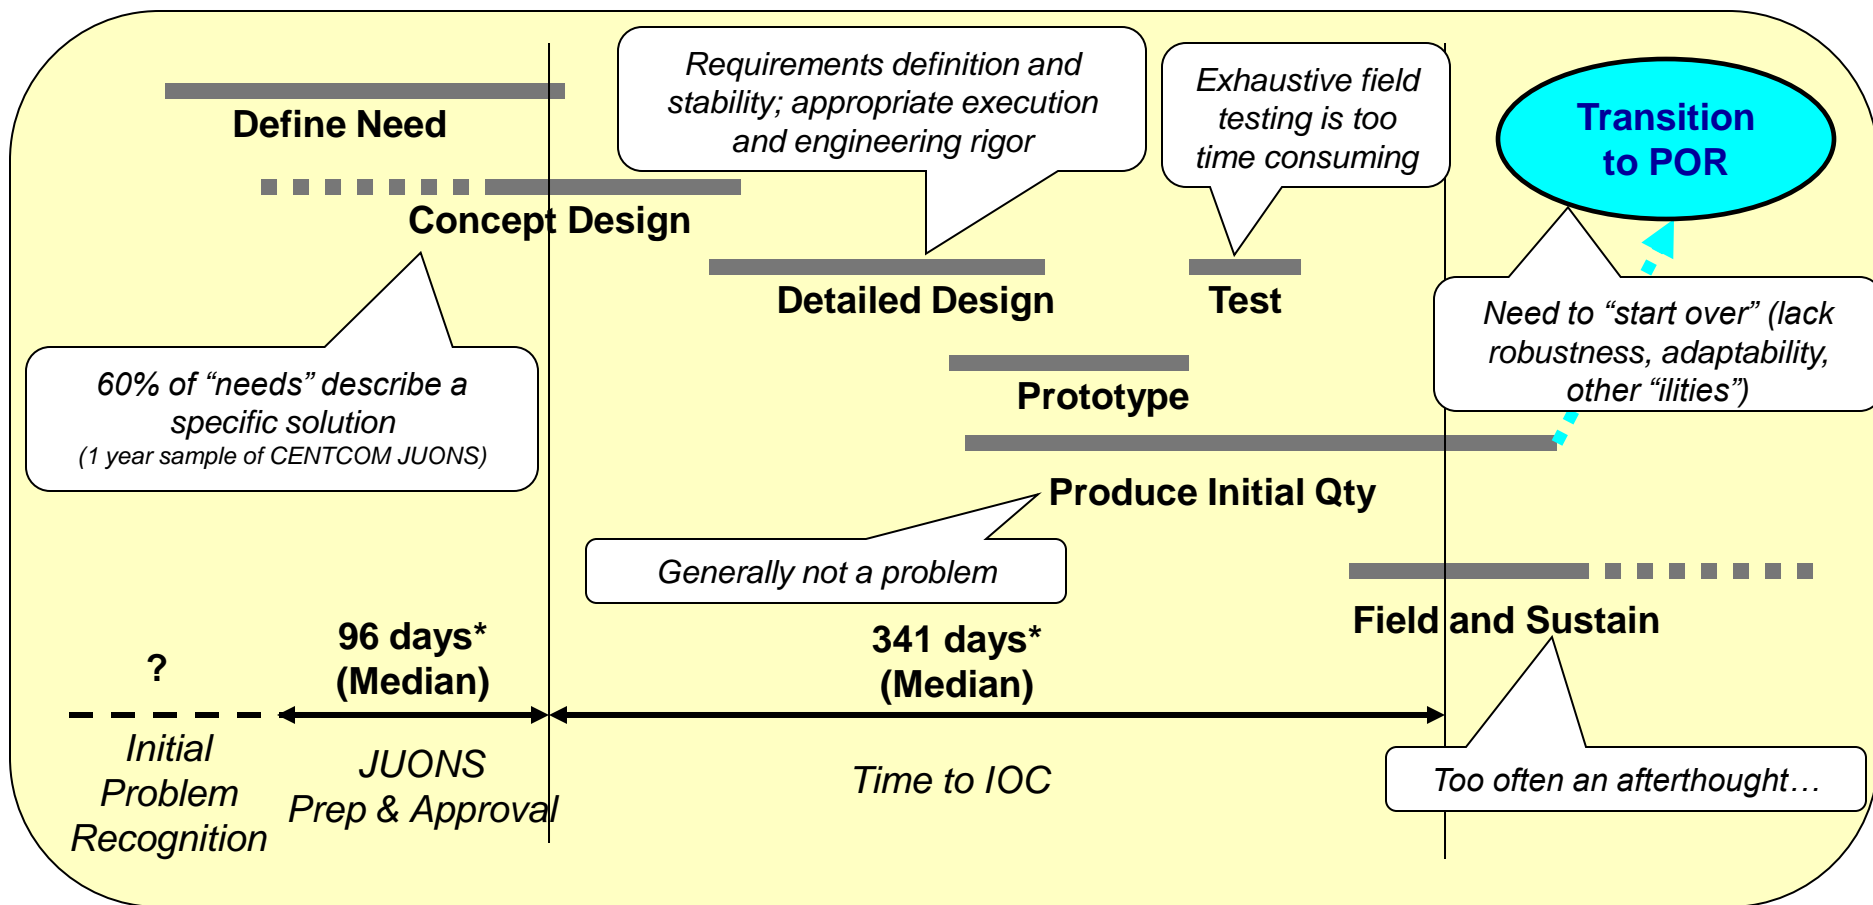 Define Need
Concept Design
Requirements definition and
stability; appropriate execution
and engineering rigor
Exhaustive field
testing is too
time consuming
Transition
to POR
Detailed Design
Test
Need to “start over” (lack
robustness, adaptability,
other “ilities”)
60% of “needs” describe a
specific solution
(1 year sample of CENTCOM JUONS)
Prototype
Produce Initial Qty
Generally not a problem
Field and Sustain
?
96 days*
(Median)
341 days*
(Median)
Initial
Problem
Recognition
JUONS
Prep & Approval
Time to IOC
Too often an afterthought…